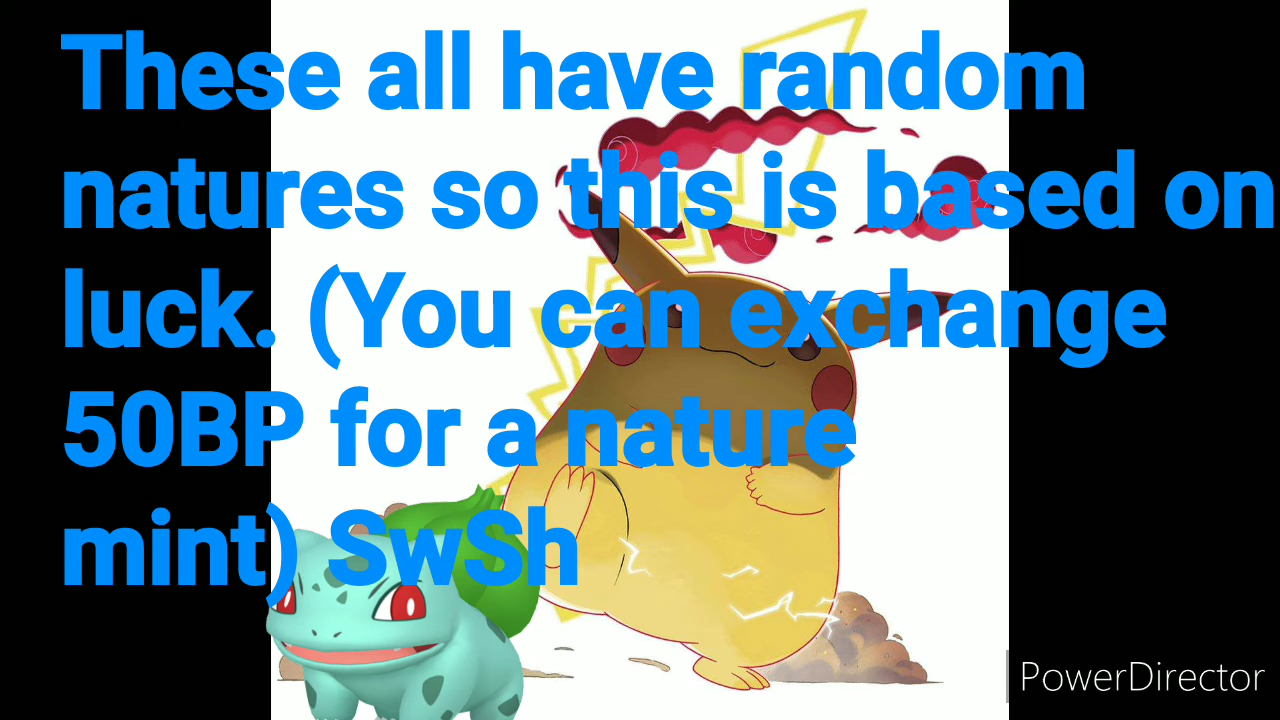 These all have random
natures so this is based on
luck. (You can exchange
50BP for a nature
mint) SwSh
PowerDirector